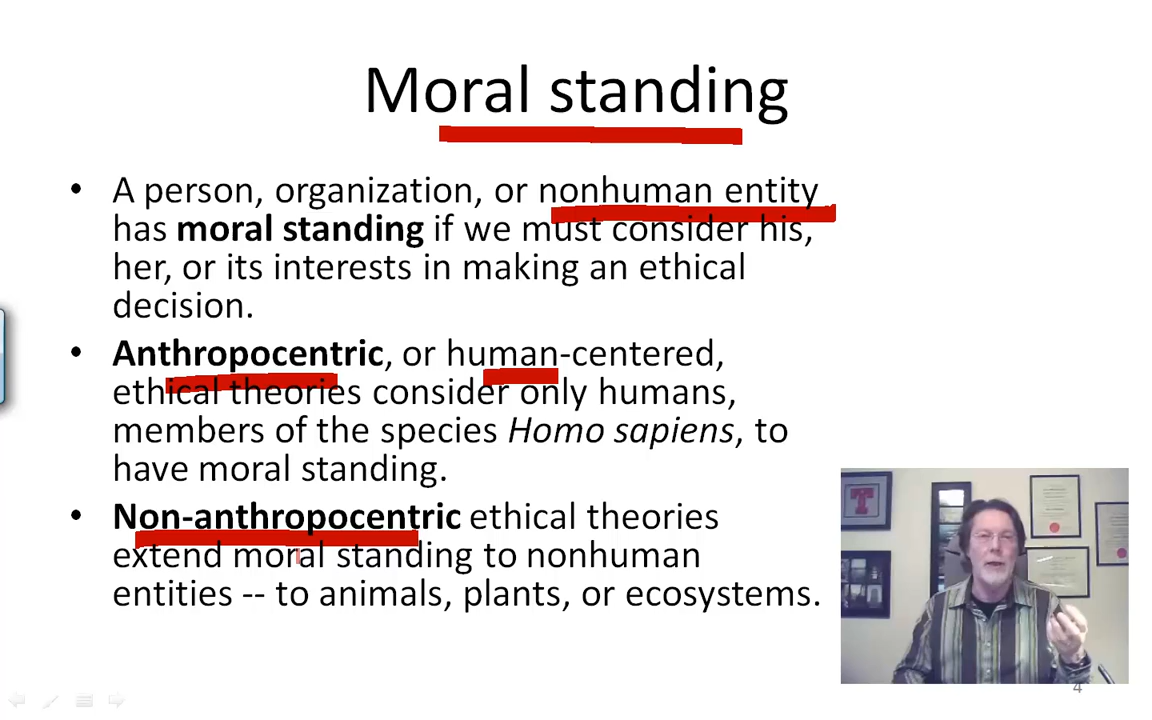 Moral standing
• A person, organization, or nonhuman entity
has moral standing if we must consider his,
her, or its interests in making an ethical
decision.
• Anthropocentric, or human-centered,
ethical theories consider only humans,
members of the species Homo sapiens, to
have moral standing.
• Non-anthropocentric ethical theories
extend moral standing to nonhuman
entities -- to animals, plants, or ecosystems.
T
4